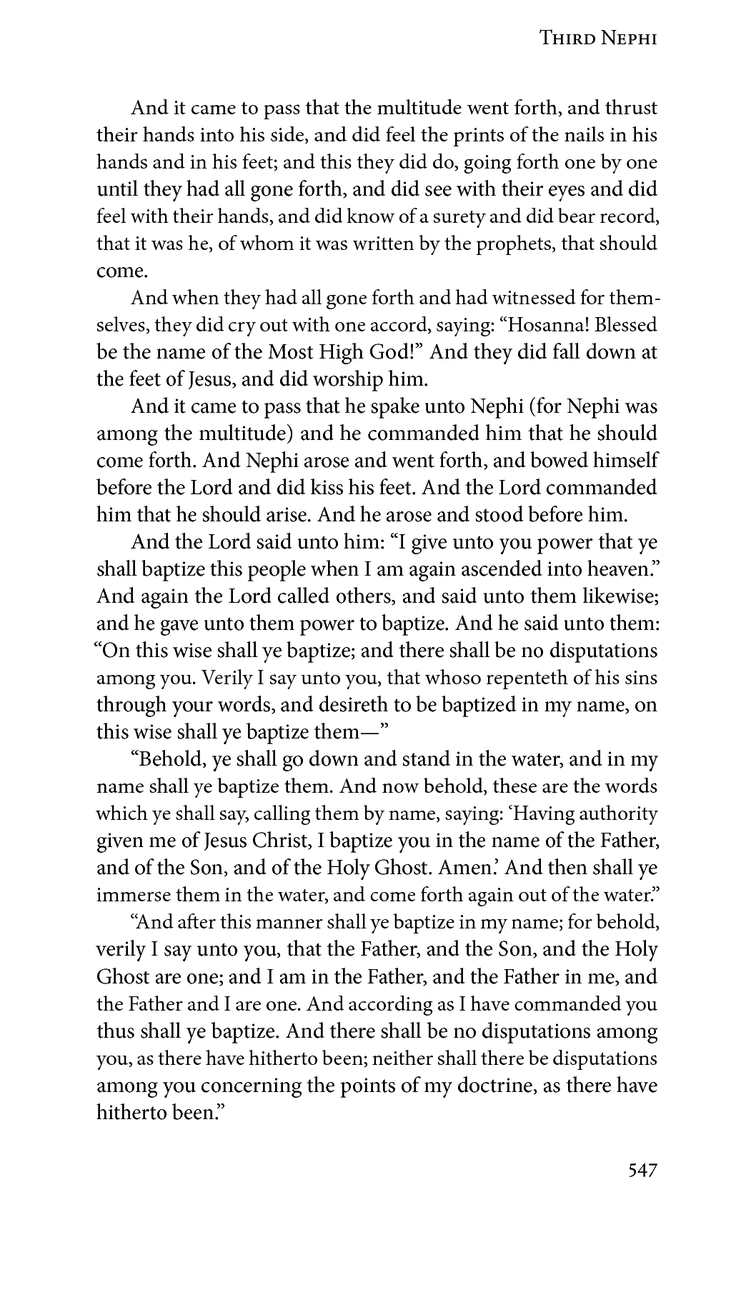 Third Nephi
And it came to pass that the multitude went forth, and thrust
their hands into his side, and did feel the prints of the nails in his
hands and in his feet; and this they did do, going forth one by one
until they had all gone forth, and did see with their eyes and did
feel with their hands, and did know of a surety and did bear record,
that it was he, of whom it was written by the prophets, that should
come.
And when they had all gone forth and had witnessed for them-
selves, they did cry out with one accord, saying: “Hosanna! Blessed
be the name of the Most High God!” And they did fall down at
the feet of Jesus, and did worship him.
And it came to pass that he spake unto Nephi (for Nephi was
among the multitude) and he commanded him that he should
come forth. And Nephi arose and went forth, and bowed himself
before the Lord and did kiss his feet. And the Lord commanded
him that he should arise. And he arose and stood before him.
And the Lord said unto him: “I give unto you power that ye
shall baptize this people when I am again ascended into heaven.”
And again the Lord called others, and said unto them likewise;
and he gave unto them power to baptize. And he said unto them:
“On this wise shall ye baptize; and there shall be no disputations
among you. Verily I say unto you, that whoso repenteth of his sins
through your words, and desireth to be baptized in my name, on
this wise shall ye baptize them—”
“Behold, ye shall go down and stand in the water, and in my
name shall ye baptize them. And now behold, these are the words
which ye shall say, calling them by name, saying: ‘Having authority
given me of Jesus Christ, I baptize you in the name of the Father,
and of the Son, and of the Holy Ghost. Amen.’ And then shall ye
immerse them in the water, and come forth again out of the water.”
“And after this manner shall ye baptize in my name; for behold,
verily I say unto you, that the Father, and the Son, and the Holy
Ghost are one; and I am in the Father, and the Father in me, and
the Father and I are one. And according as I have commanded you
thus shall ye baptize. And there shall be no disputations among
you, as there have hitherto been; neither shall there be disputations
among you concerning the points of my doctrine, as there have
hitherto been.”
547